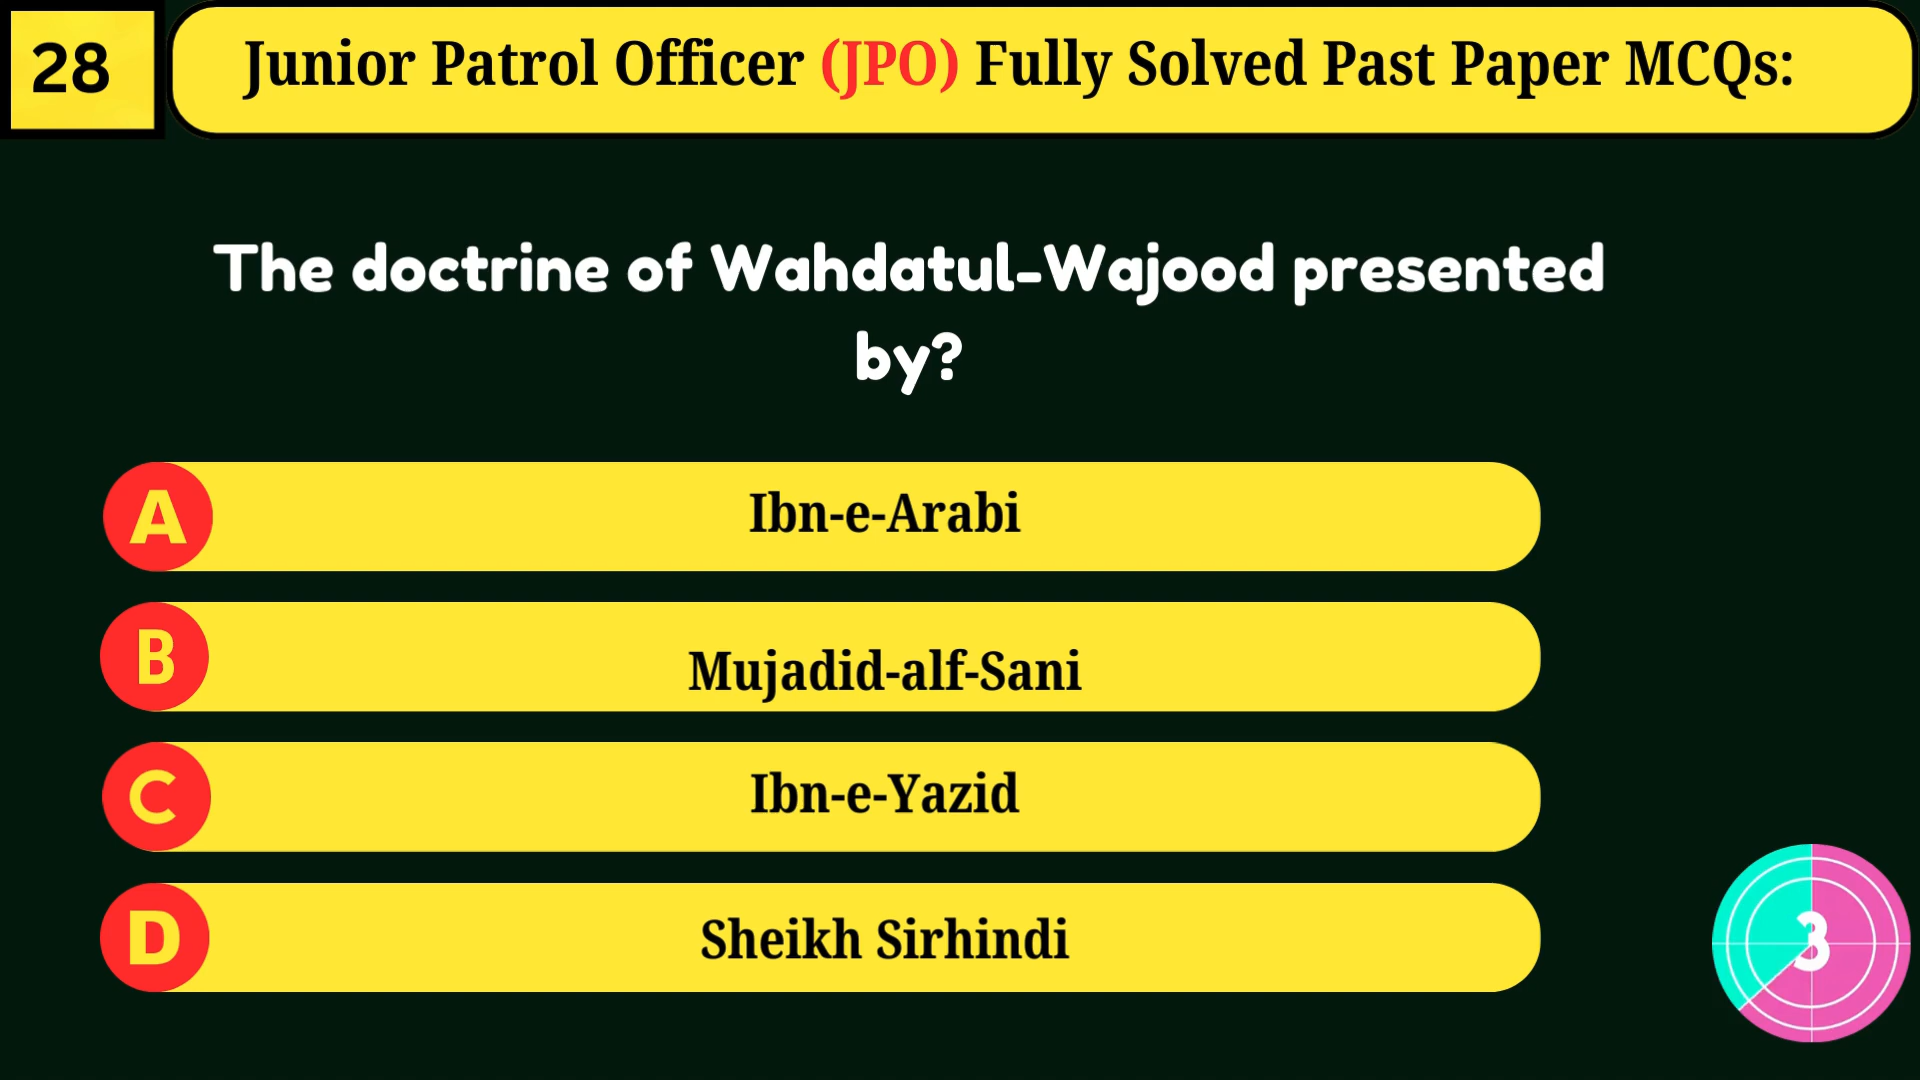 28
Junior Patrol Officer (JPO) Fully Solved Past Paper MCQs:
The doctrine of Wahdatul-Wajood presented
by?
A
Ibn-e-Arabi
B
Mujadid-alf-Sani
C
Ibn-e-Yazid
D
Sheikh Sirhindi
3